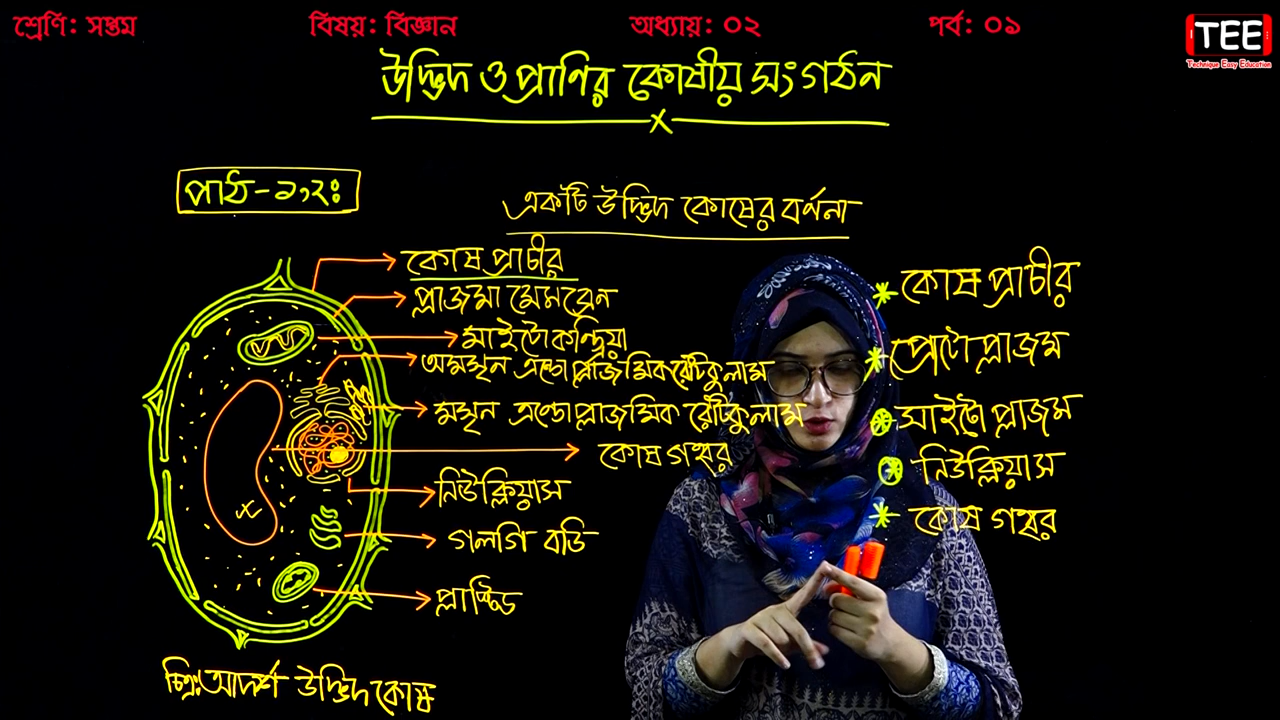 শ্রেণি: সপ্তম
বিষয়: বিজ্ঞান
অধ্যায়: ০২
পর্ব: ০১
TEE
Technique Easy Education
উদ্ভিদ ও প্রাণির কোষীয় সংগঠন
পাঠ-১,২ঃ
একটি উদ্ভিদ কোষের বর্ণনা
কোষ প্রাচীর
প্লাজমা মেমব্রেন
মাইটোকন্ড্রিয়া
অমসৃন এন্ডোপ্লাজমিক রেটিকুলাম
মসৃন এন্ডোপ্লাজমিক রেটিকুলাম
কোষ গহ্বর
নিউক্লিয়াস
গলগি বডি
প্লাস্টিড
চিত্র: আদর্শ উদ্ভিদ কোষ
* কোষ প্রাচীর
* প্রোটোপ্লাজম
* সাইটোপ্লাজম
* নিউক্লিয়াস
* কোষ গহ্বর